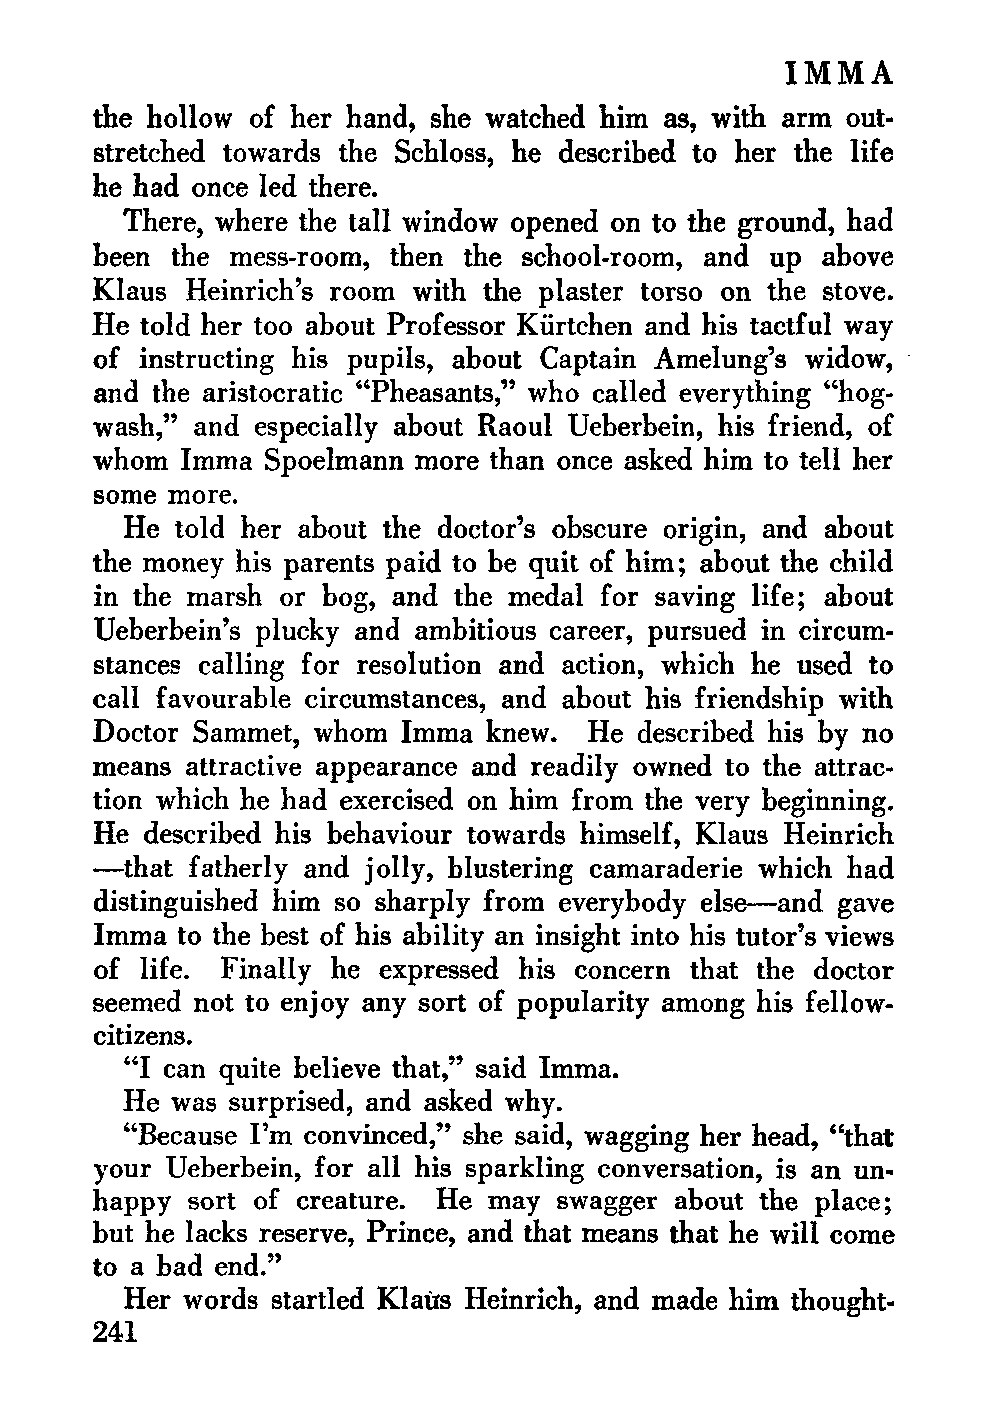 IMMA
the hollow of her hand, she watched him as, with arm out-
stretched towards the Schloss, he described to her the life
he had once led there.
There, where the tall window opened on to the ground, had
been the mess-room, then the school-room, and up above
Klaus Heinrich's room with the plaster torso on the stove.
He told her too about Professor Kürtchen and his tactful way
of instructing his pupils, about Captain Amelung's widow,
and the aristocratic “Pheasants,” who called everything “hog-
wash,” and especially about Raoul Ueberbein, his friend, of
whom Imma Spoelmann more than once asked him to tell her
some more.
He told her about the doctor's obscure origin, and about
the money his parents paid to be quit of him; about the child
in the marsh or bog, and the medal for saving life; about
Ueberbein's plucky and ambitious career, pursued in circum-
stances calling for resolution and action, which he used to
call favourable circumstances, and about his friendship with
Doctor Sammet, whom Imma knew. He described his by no
means attractive appearance and readily owned to the attrac-
tion which he had exercised on him from the very beginning.
He described his behaviour towards himself, Klaus Heinrich
—that fatherly and jolly, blustering camaraderie which had
distinguished him so sharply from everybody else—and gave
Imma to the best of his ability an insight into his tutor's views
of life. Finally he expressed his concern that the doctor
seemed not to enjoy any sort of popularity among his fellow-
citizens.
“I can quite believe that,” said Imma.
He was surprised, and asked why.
“Because I'm convinced,” she said, wagging her head, “that
your Ueberbein, for all his sparkling conversation, is an un-
happy sort of creature. He may swagger about the place;
but he lacks reserve, Prince, and that means that he will come
to a bad end.”
Her words startled Klaus Heinrich, and made him thought-
241